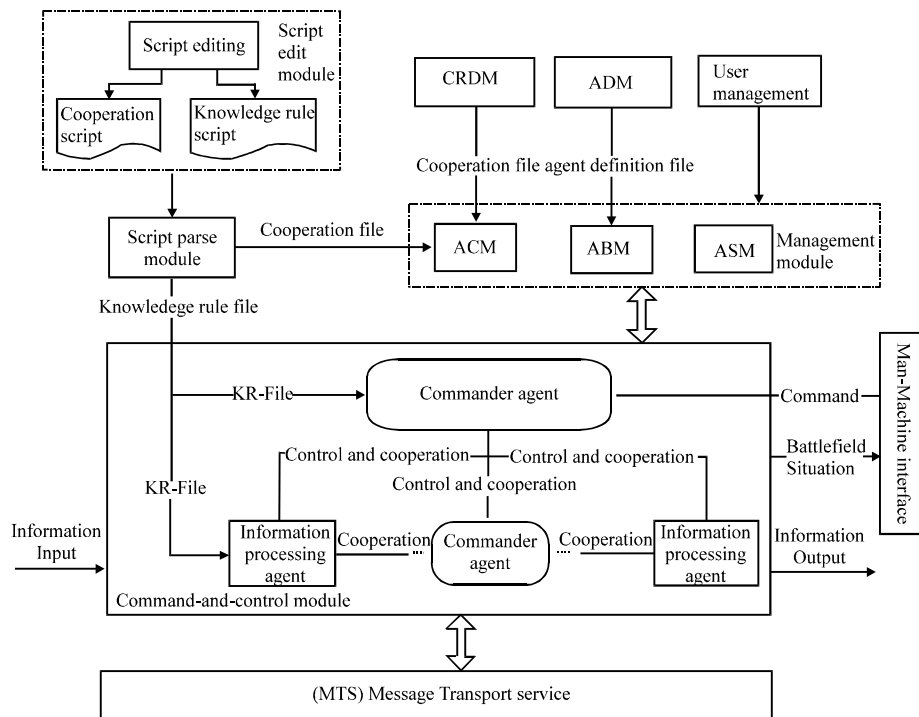 Script editing
Script
edit
module
Cooperation
script
Knowledge rule
script
CRDM
ADM
User
management
Cooperation file agent definition file
Script parse
module
Cooperation file
ACM
ABM
ASM
Management
module
Knowledege rule file
KR-File
Commander agent
Command
Man-Machine interface
Control and cooperation
Control and cooperation
Control and cooperation
Battlefield
Situation
KR-File
Information
Input
Information
processing
agent
Cooperation
Commander
agent
Cooperation
Information
processing
agent
Information
Output
Command-and-control module
(MTS) Message Transport service